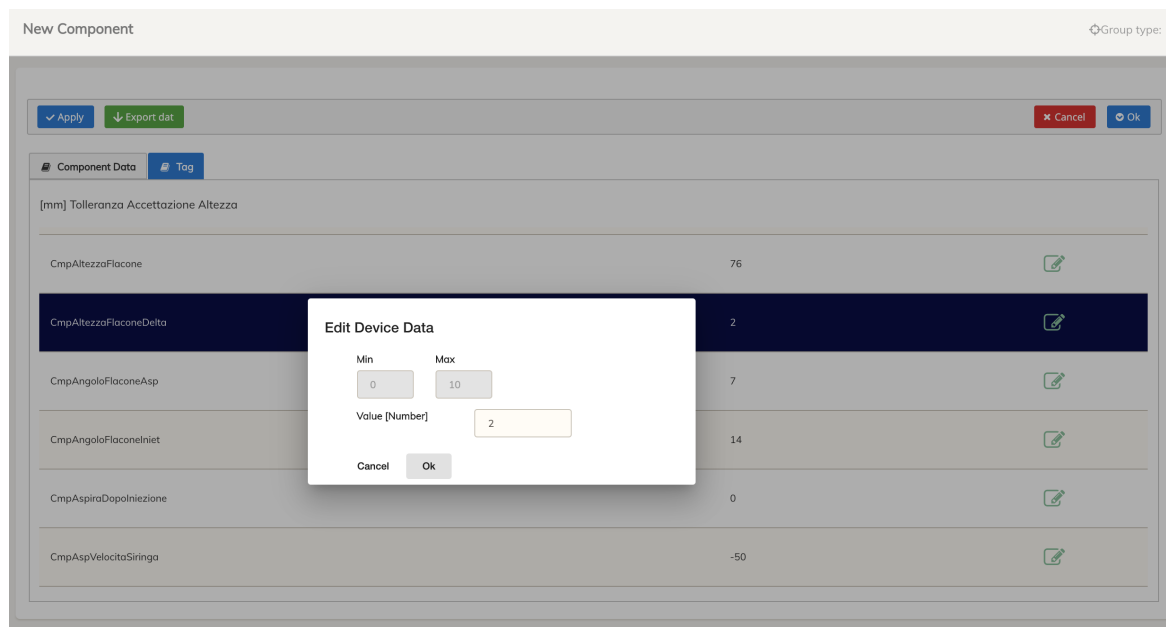 New Component
Group type:
Apply
Export dat
Cancel
Ok
Component Data
Tag
[mm] Tolleranza Accettazione Altezza
CmpAltezzaFlacone 76
CmpAltezzaFlaconeDelta 2
Edit Device Data
Min Max
0 10
CmpAngoloFlaconeAsp 7
Value [Number] 2
CmpAngoloFlaconeIniet 14
Cancel Ok
CmpAspiraDopoIniezione 0
CmpAspVelocitaSiringa -50